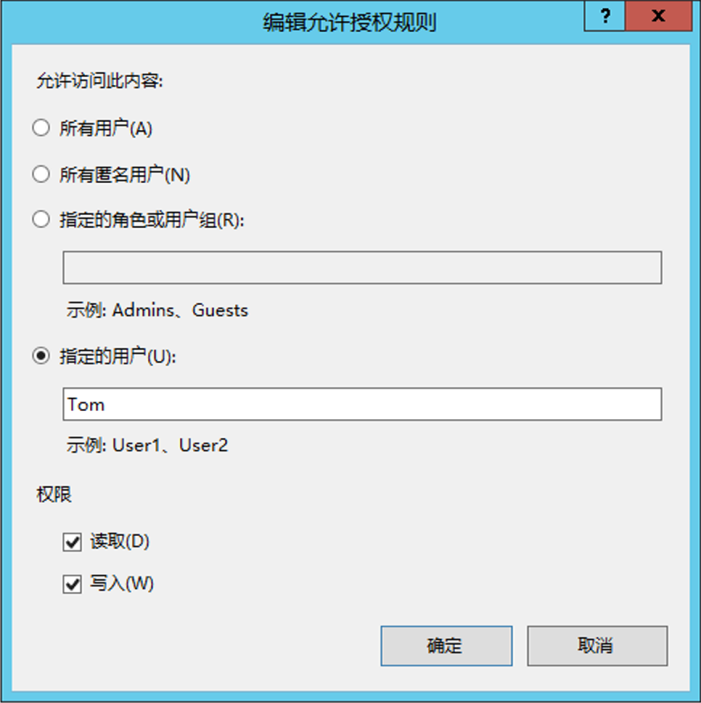 编辑允许授权规则
?
x
允许访问此内容:
所有用户(A)
所有匿名用户(N)
指定的角色或用户组(R):
示例: Admins、Guests
指定的用户(U):
Tom
示例: User1、User2
权限
读取(D)
写入(W)
确定
取消